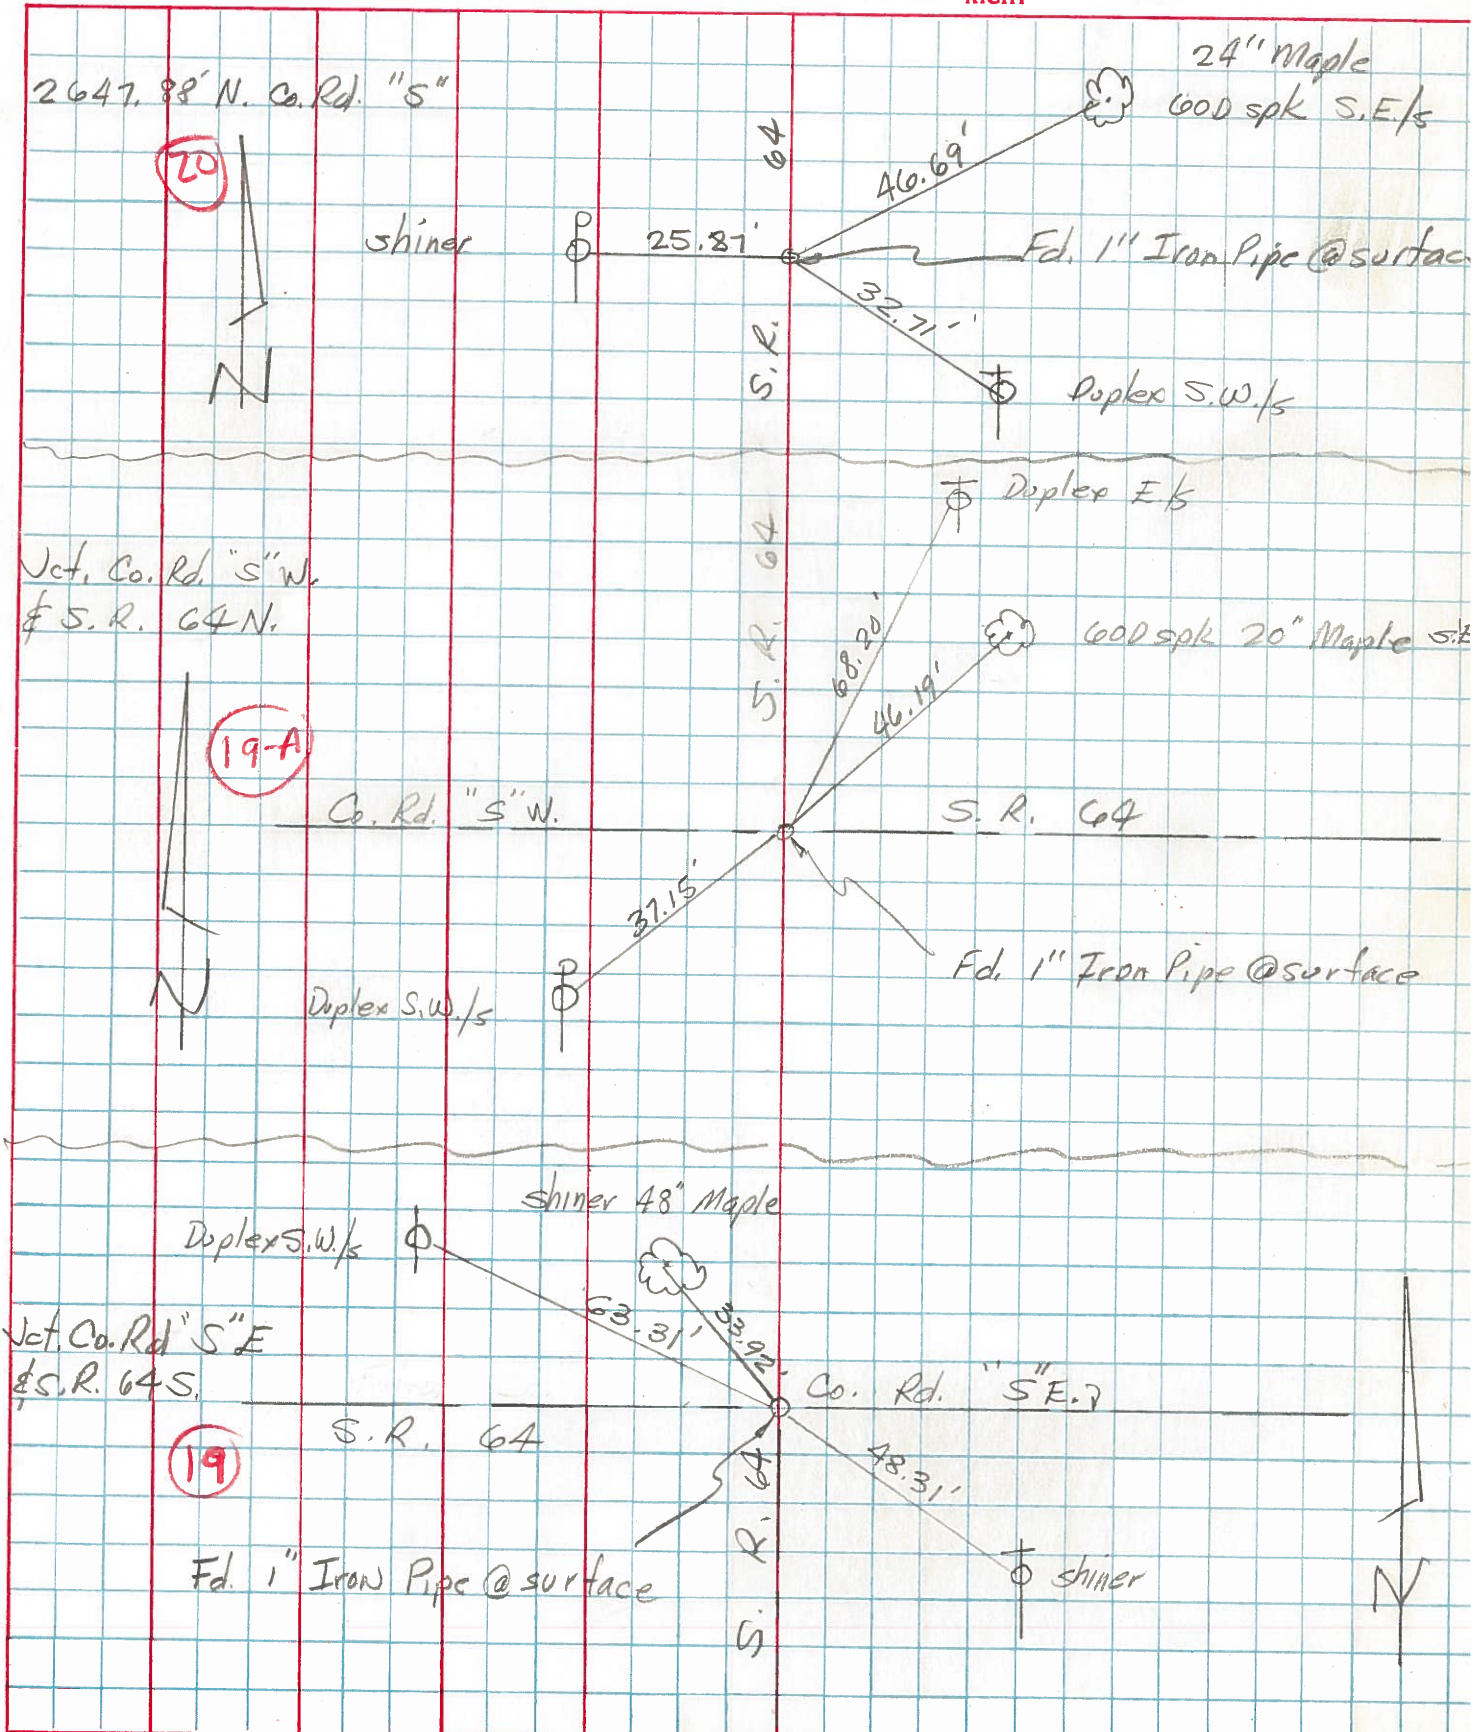 24" Maple
2647.88' N. Co. Rd. "S"
60D spk S.E./s
20
64
46.69'
shiner
P
25.87'
Fd. 1" Iron Pipe @ surfac
32.71'
S.R.
N
Duplex S.W./s
Duplex E/s
64
Jct. Co. Rd. "S" W.
& S.R. 64 N.
60D spk 20" Maple S.E
S. R.
68.20'
46.19'
19-A
Co. Rd. "S" W.
S. R. 64
37.15'
Fd. 1" Iron Pipe @ surface
P
N
Duplex S.W./s
shiner 48" Maple
Duplex S.W./s
63.31'
33.92'
Jct. Co. Rd "S" E
& S.R. 64 S.
Co. Rd. "S" E.
S.R. 64
19
64
48.31'
S. R.
Fd. 1" Iron Pipe @ surface
shiner
N